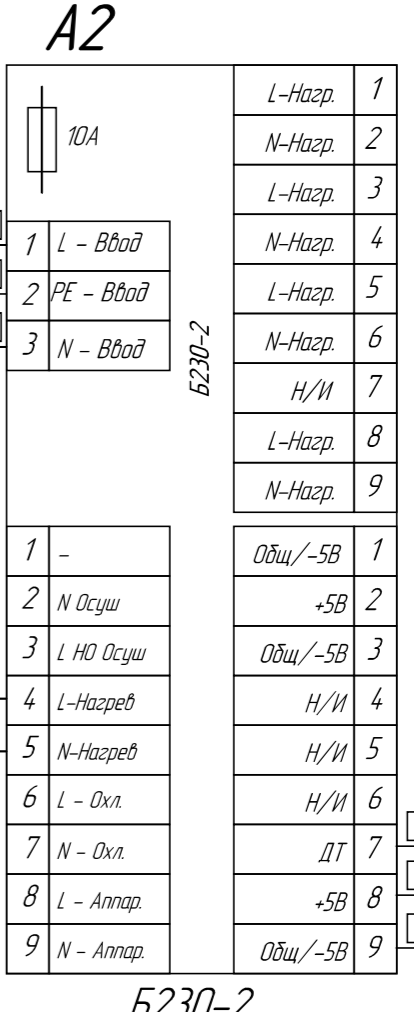 А2
10А
1 L – Ввод
2 PE – Ввод
3 N – Ввод
Б230-2
L-Нагр. 1
N-Нагр. 2
L-Нагр. 3
N-Нагр. 4
L-Нагр. 5
N-Нагр. 6
Н/И 7
L-Нагр. 8
N-Нагр. 9
1 –
2 N Осуш
3 L НО Осуш
4 L-Нагрев
5 N-Нагрев
6 L – Охл.
7 N – Охл.
8 L – Аппар.
9 N – Аппар.
Общ/-5В 1
+5В 2
Общ/-5В 3
Н/И 4
Н/И 5
Н/И 6
ДТ 7
+5В 8
Общ/-5В 9
Б230-2